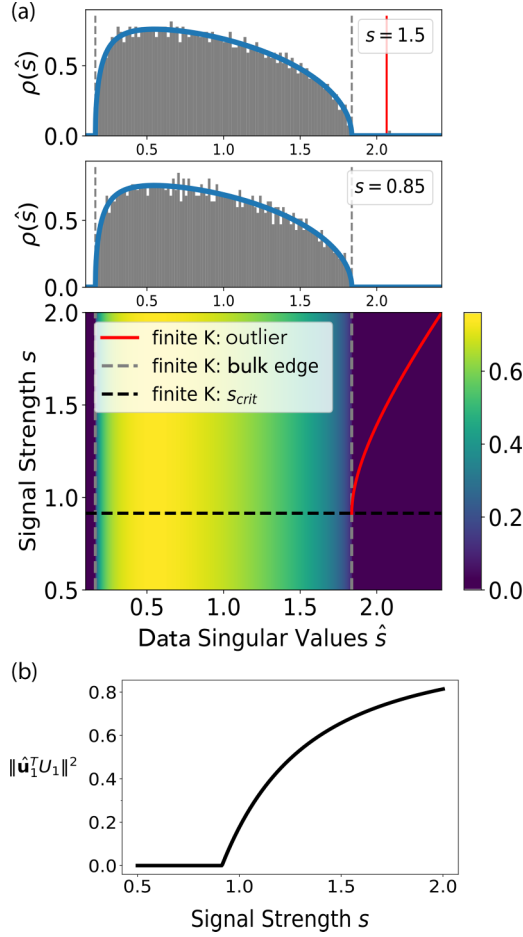 (a)
ρ(ŝ)
0.5
0.0
s = 1.5
0.5 1.0 1.5 2.0
ρ(ŝ)
0.5
0.0
s = 0.85
0.5 1.0 1.5 2.0
Signal Strength s
2.0
1.5
1.0
0.5
finite K: outlier
finite K: bulk edge
finite K: s_crit
0.6
0.4
0.2
0.0
0.5 1.0 1.5 2.0
Data Singular Values ŝ
(b)
‖û₁ᵀU₁‖²
0.8
0.6
0.4
0.2
0.0
0.5 1.0 1.5 2.0
Signal Strength s